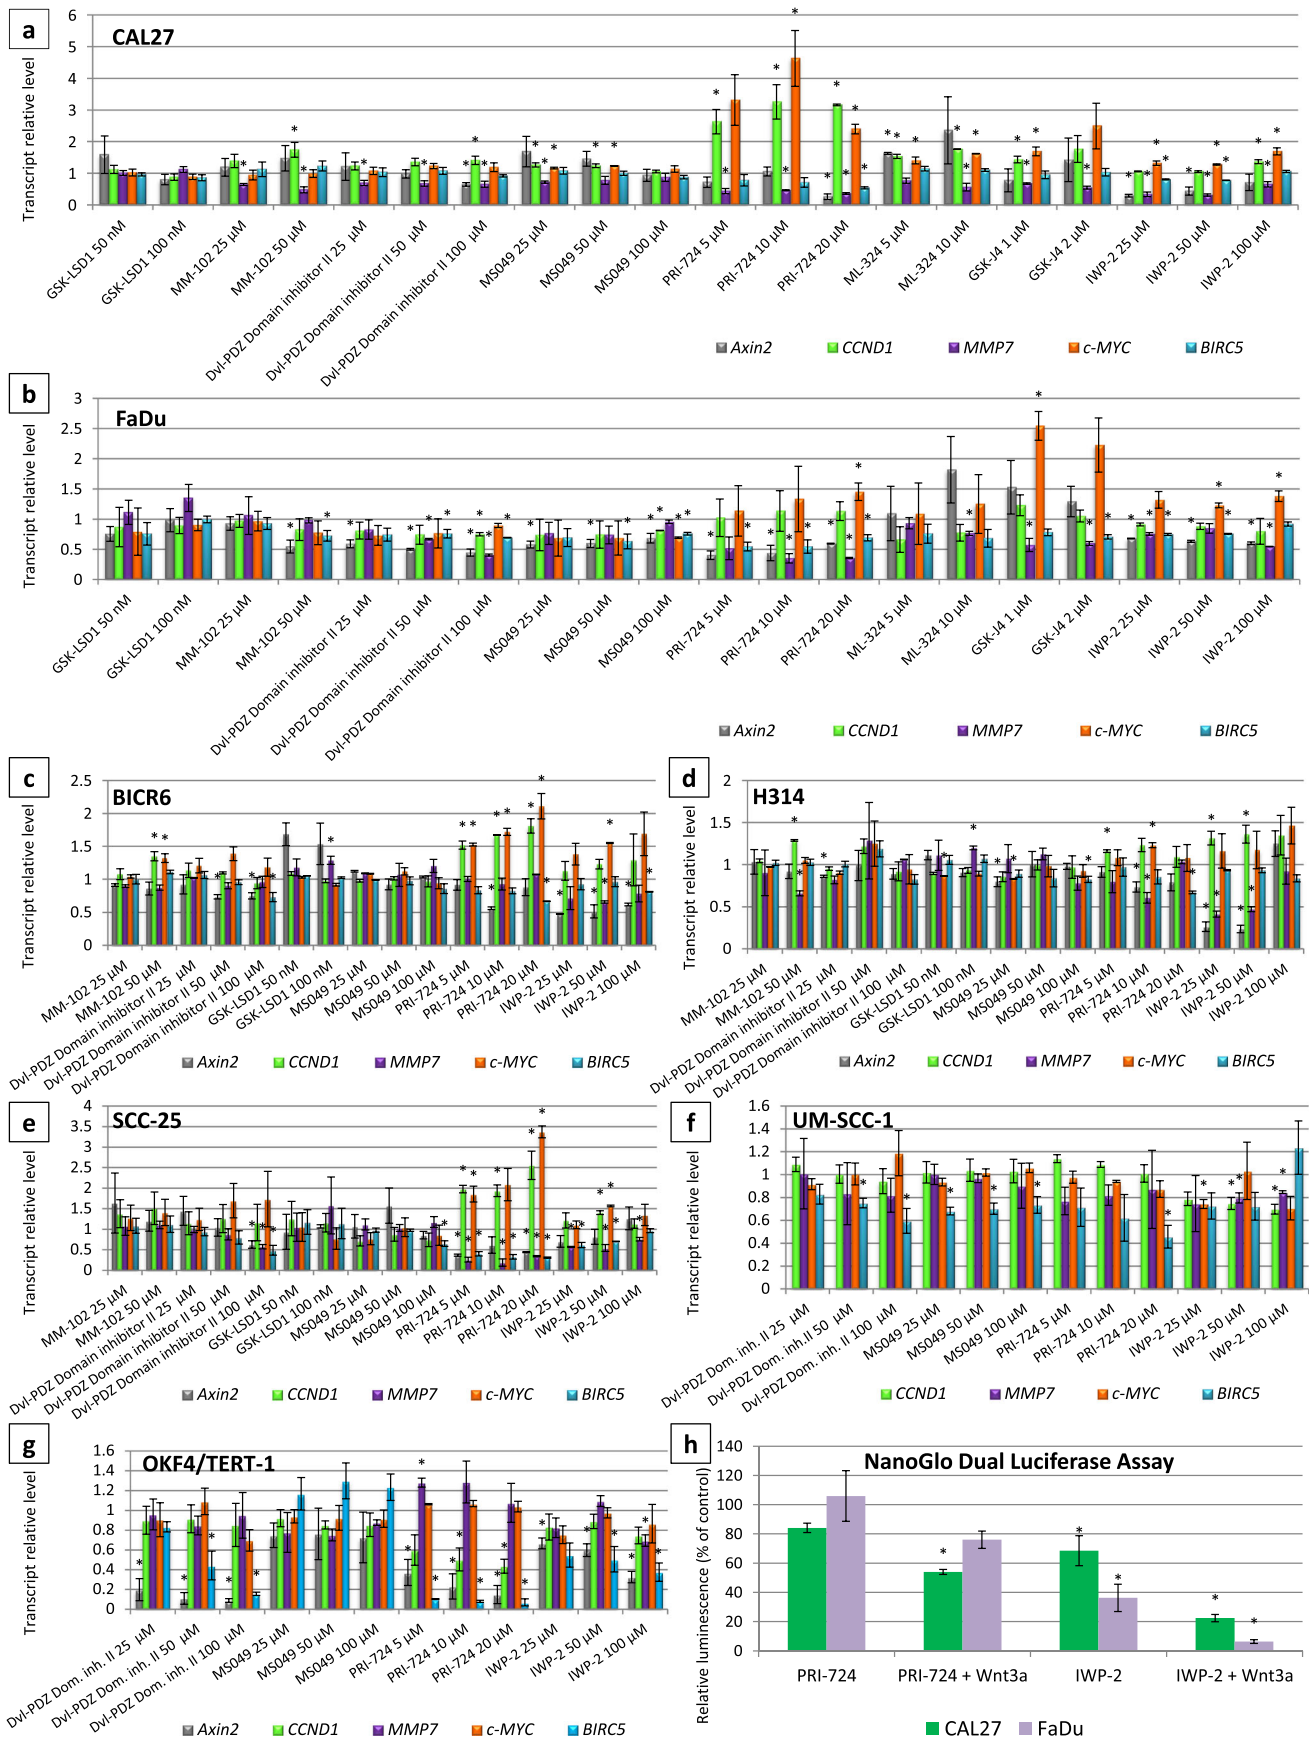 a
CAL27
Transcript relative level
6
5
4
3
2
1
0
GSK-LSD1 50 nM
GSK-LSD1 100 nM
MM-102 25 µM
MM-102 50 µM
Dvl-PDZ Domain inhibitor II 25 µM
Dvl-PDZ Domain inhibitor II 50 µM
Dvl-PDZ Domain inhibitor II 100 µM
MS049 25 µM
MS049 50 µM
MS049 100 µM
PRI-724 5 µM
PRI-724 10 µM
PRI-724 20 µM
ML-324 5 µM
ML-324 10 µM
GSK-J4 1 µM
GSK-J4 2 µM
IWP-2 25 µM
IWP-2 50 µM
IWP-2 100 µM
Axin2 CCND1 MMP7 c-MYC BIRC5
b
FaDu
Transcript relative level
3
2.5
2
1.5
1
0.5
0
GSK-LSD1 50 nM
GSK-LSD1 100 nM
MM-102 25 µM
MM-102 50 µM
Dvl-PDZ Domain inhibitor II 25 µM
Dvl-PDZ Domain inhibitor II 50 µM
Dvl-PDZ Domain inhibitor II 100 µM
MS049 25 µM
MS049 50 µM
MS049 100 µM
PRI-724 5 µM
PRI-724 10 µM
PRI-724 20 µM
ML-324 5 µM
ML-324 10 µM
GSK-J4 1 µM
GSK-J4 2 µM
IWP-2 25 µM
IWP-2 50 µM
IWP-2 100 µM
Axin2 CCND1 MMP7 c-MYC BIRC5
c
BICR6
Transcript relative level
2.5
2
1.5
1
0.5
0
MM-102 25 µM
MM-102 50 µM
Dvl-PDZ Domain inhibitor II 25 µM
Dvl-PDZ Domain inhibitor II 50 µM
Dvl-PDZ Domain inhibitor II 100 µM
GSK-LSD1 50 nM
GSK-LSD1 100 nM
MS049 25 µM
MS049 50 µM
MS049 100 µM
PRI-724 5 µM
PRI-724 10 µM
PRI-724 20 µM
IWP-2 25 µM
IWP-2 50 µM
IWP-2 100 µM
Axin2 CCND1 MMP7 c-MYC BIRC5
d
H314
Transcript relative level
2
1.5
1
0.5
0
MM-102 25 µM
MM-102 50 µM
Dvl-PDZ Domain inhibitor II 25 µM
Dvl-PDZ Domain inhibitor II 50 µM
Dvl-PDZ Domain inhibitor II 100 µM
GSK-LSD1 50 nM
GSK-LSD1 100 nM
MS049 25 µM
MS049 50 µM
MS049 100 µM
PRI-724 5 µM
PRI-724 10 µM
PRI-724 20 µM
IWP-2 25 µM
IWP-2 50 µM
IWP-2 100 µM
Axin2 CCND1 MMP7 c-MYC BIRC5
e
SCC-25
Transcript relative level
4
3.5
3
2.5
2
1.5
1
0.5
0
MM-102 25 µM
MM-102 50 µM
Dvl-PDZ Domain inhibitor II 25 µM
Dvl-PDZ Domain inhibitor II 50 µM
Dvl-PDZ Domain inhibitor II 100 µM
GSK-LSD1 50 nM
GSK-LSD1 100 nM
MS049 25 µM
MS049 50 µM
MS049 100 µM
PRI-724 5 µM
PRI-724 10 µM
PRI-724 20 µM
IWP-2 25 µM
IWP-2 50 µM
IWP-2 100 µM
Axin2 CCND1 MMP7 c-MYC BIRC5
f
UM-SCC-1
Transcript relative level
1.6
1.4
1.2
1
0.8
0.6
0.4
0.2
0
Dvl-PDZ Dom. inh. II 25 µM
Dvl-PDZ Dom. inh. II 50 µM
Dvl-PDZ Dom. inh. II 100 µM
MS049 25 µM
MS049 50 µM
MS049 100 µM
PRI-724 5 µM
PRI-724 10 µM
PRI-724 20 µM
IWP-2 25 µM
IWP-2 50 µM
IWP-2 100 µM
CCND1 MMP7 c-MYC BIRC5
g
OKF4/TERT-1
Transcript relative level
1.6
1.4
1.2
1
0.8
0.6
0.4
0.2
0
Dvl-PDZ Dom. inh. II 25 µM
Dvl-PDZ Dom. inh. II 50 µM
Dvl-PDZ Dom. inh. II 100 µM
MS049 25 µM
MS049 50 µM
MS049 100 µM
PRI-724 5 µM
PRI-724 10 µM
PRI-724 20 µM
IWP-2 25 µM
IWP-2 50 µM
IWP-2 100 µM
Axin2 CCND1 MMP7 c-MYC BIRC5
h
NanoGlo Dual Luciferase Assay
Relative luminescence (% of control)
140
120
100
80
60
40
20
0
PRI-724 PRI-724 + Wnt3a IWP-2 IWP-2 + Wnt3a
CAL27 FaDu